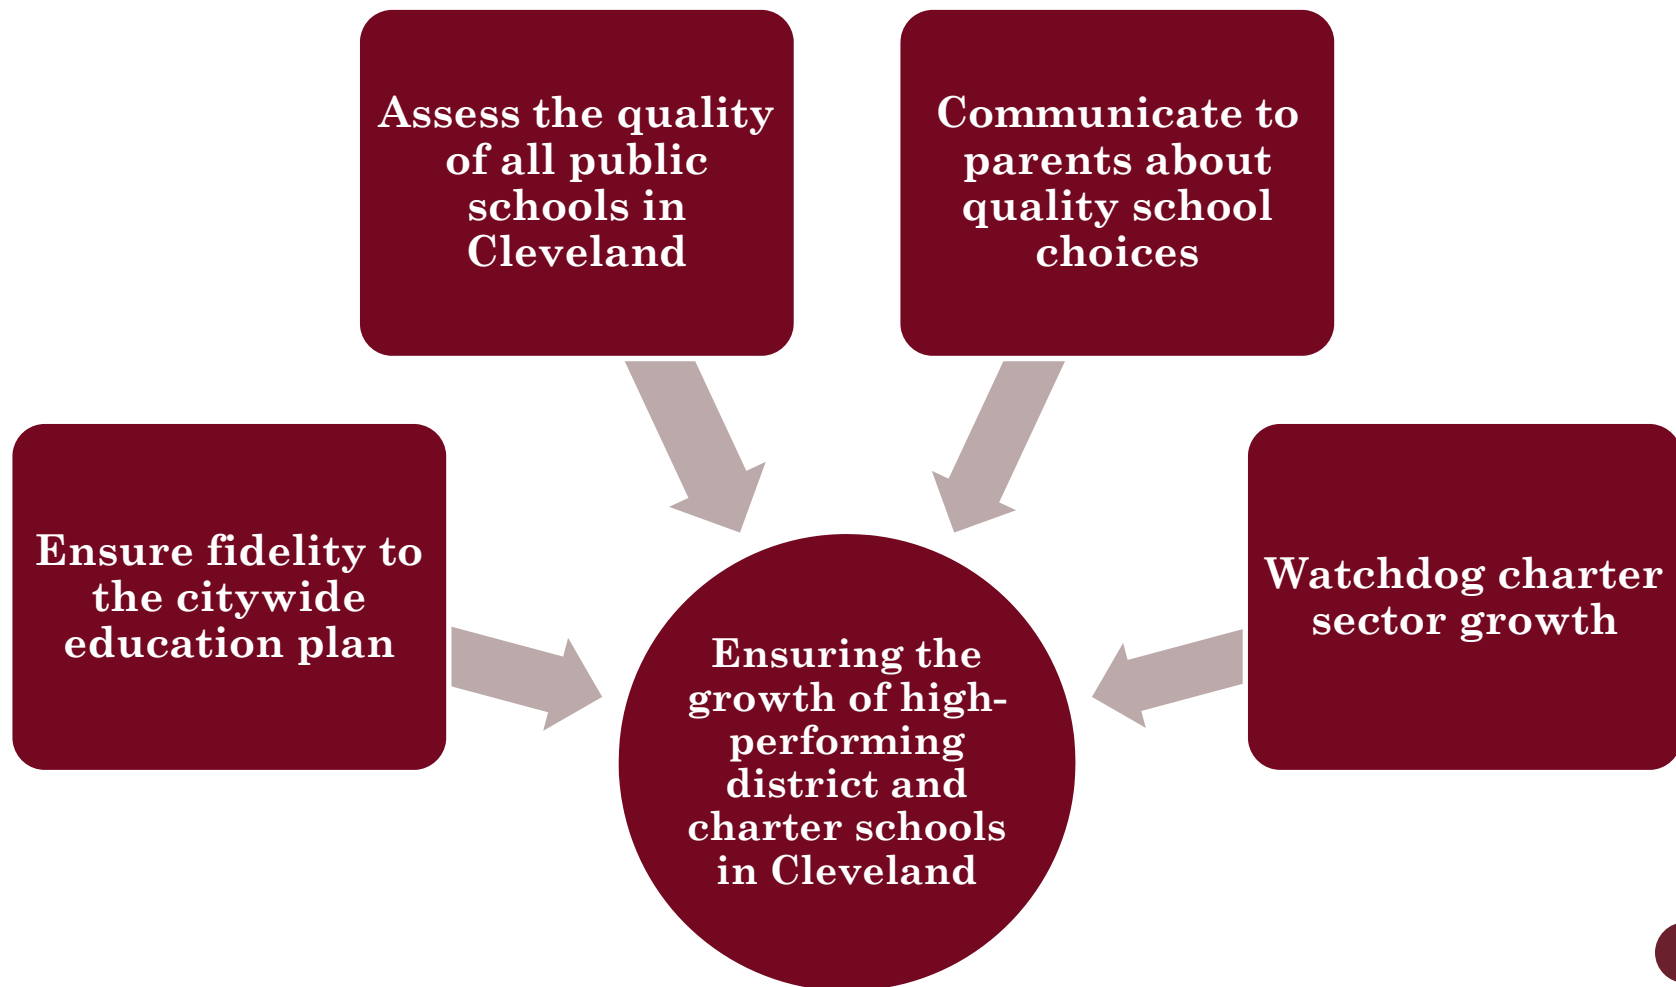 Assess the quality
of all public
schools in
Cleveland
Communicate to
parents about
quality school
choices
Ensure fidelity to
the citywide
education plan
Watchdog charter
sector growth
Ensuring the
growth of high-
performing
district and
charter schools
in Cleveland